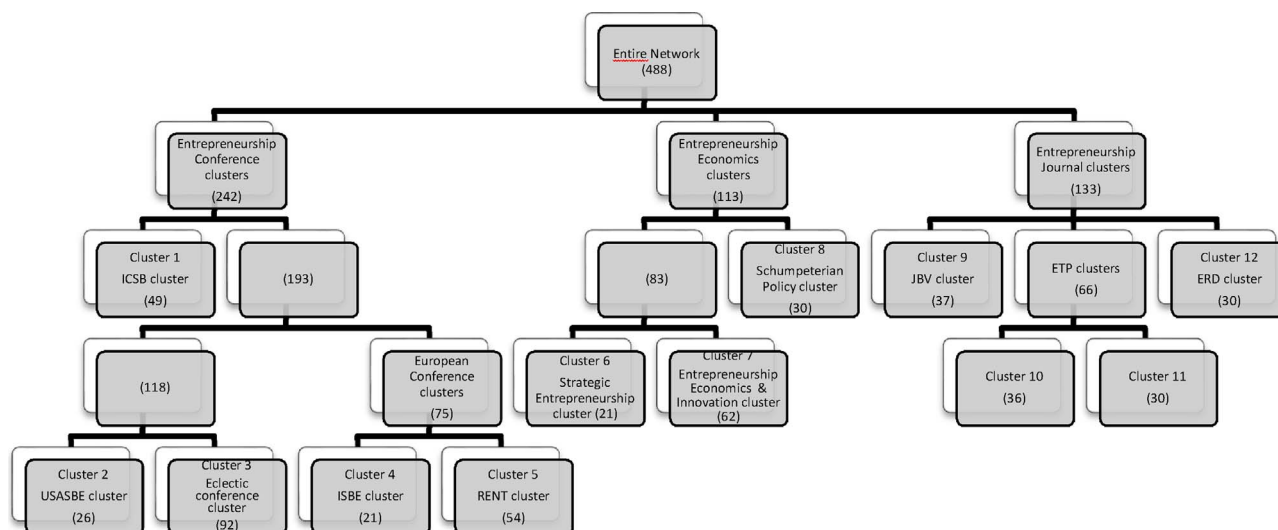 Entire Network
(488)
Entrepreneurship
Conference
clusters
(242)
Entrepreneurship
Economics
clusters
(113)
Entrepreneurship
Journal clusters
(133)
Cluster 1
ICSB cluster
(49)
(193)
(83)
Cluster 8
Schumpeterian
Policy cluster
(30)
Cluster 9
JBV cluster
(37)
ETP clusters
(66)
Cluster 12
ERD cluster
(30)
(118)
European
Conference
clusters
(75)
Cluster 6
Strategic
Entrepreneurship
cluster (21)
Cluster 7
Entrepreneurship
Economics &
Innovation cluster
(62)
Cluster 10
(36)
Cluster 11
(30)
Cluster 2
USASBE cluster
(26)
Cluster 3
Eclectic
conference
cluster
(92)
Cluster 4
ISBE cluster
(21)
Cluster 5
RENT cluster
(54)